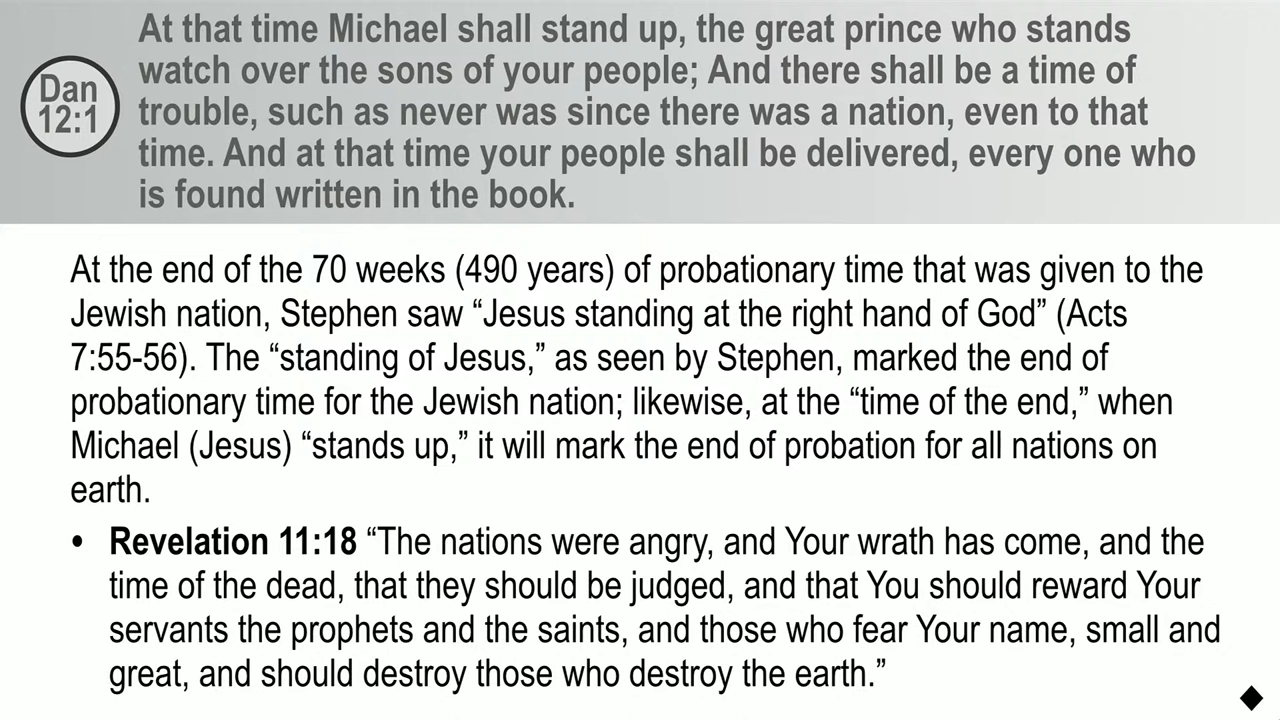 Dan
12:1
At that time Michael shall stand up, the great prince who stands
watch over the sons of your people; And there shall be a time of
trouble, such as never was since there was a nation, even to that
time. And at that time your people shall be delivered, every one who
is found written in the book.
At the end of the 70 weeks (490 years) of probationary time that was given to the
Jewish nation, Stephen saw “Jesus standing at the right hand of God” (Acts
7:55-56). The “standing of Jesus,” as seen by Stephen, marked the end of
probationary time for the Jewish nation; likewise, at the “time of the end,” when
Michael (Jesus) “stands up,” it will mark the end of probation for all nations on
earth.
• Revelation 11:18 “The nations were angry, and Your wrath has come, and the
time of the dead, that they should be judged, and that You should reward Your
servants the prophets and the saints, and those who fear Your name, small and
great, and should destroy those who destroy the earth.”